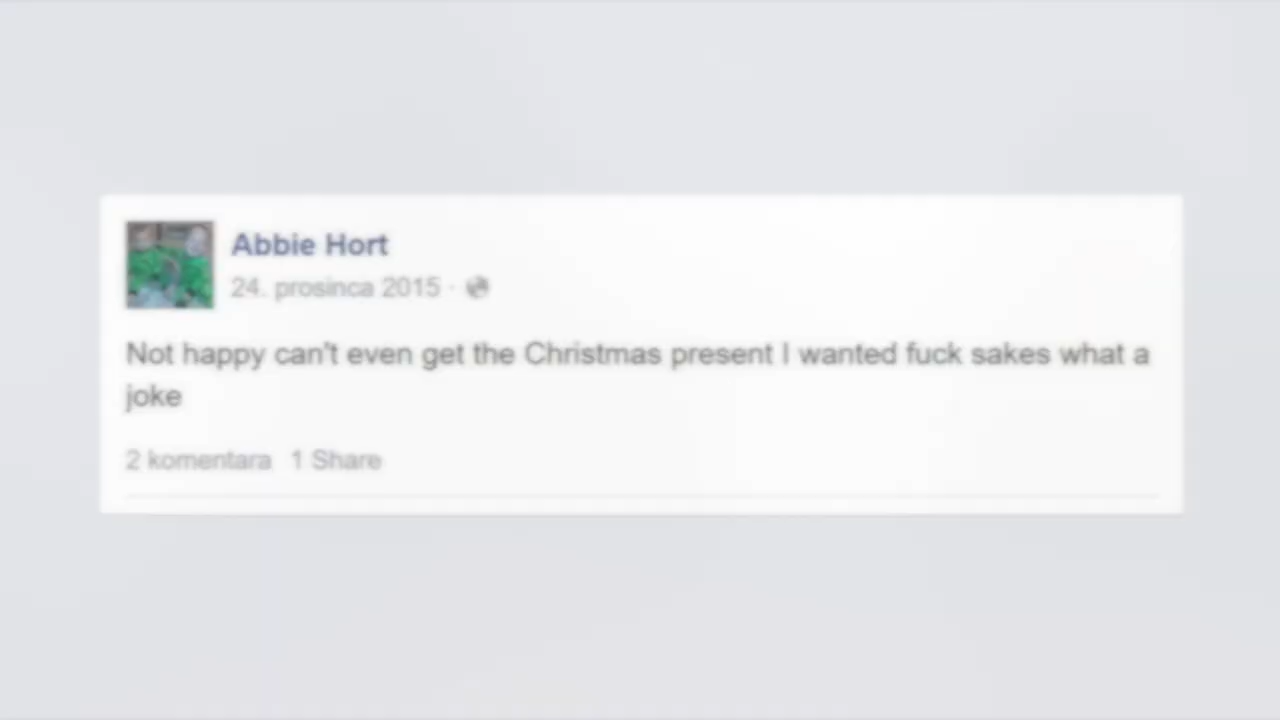 Abbie Hort
24. prosinca 2015 ·
Not happy can't even get the Christmas present I wanted fuck sakes what a
joke
2 komentara 1 Share